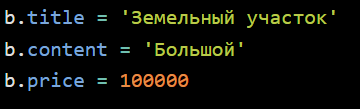 b.title = 'Земельный участок'
b.content = 'Большой'
b.price = 100000